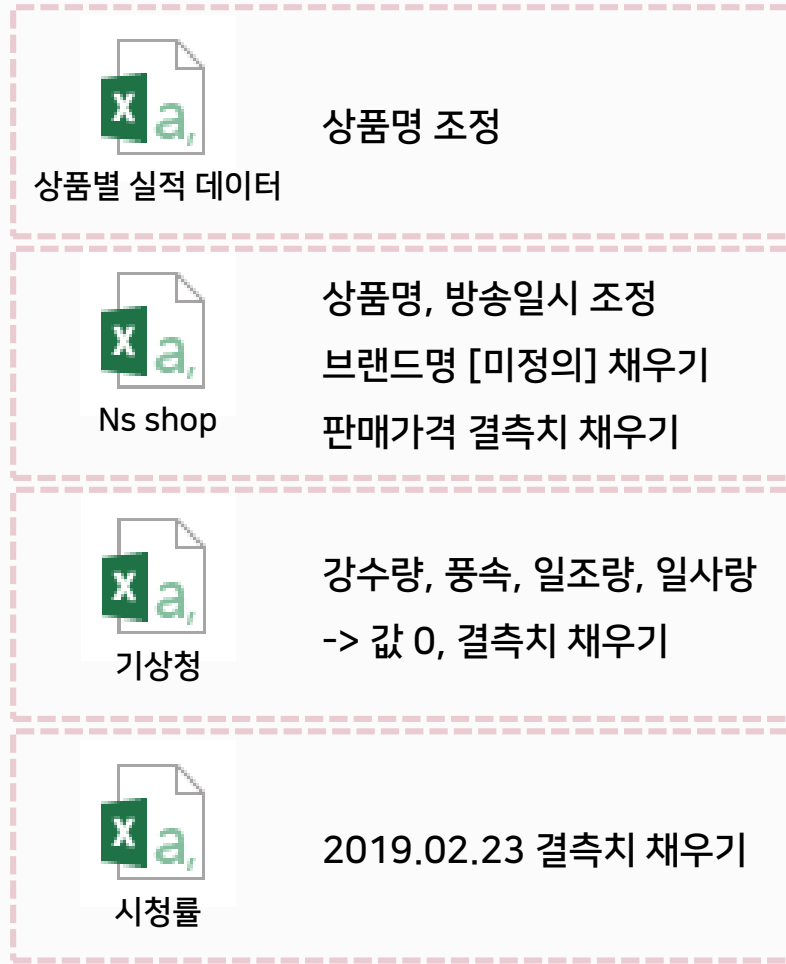 X a,
상품별 실적 데이터
상품명 조정
X a,
Ns shop
상품명, 방송일시 조정
브랜드명 [미정의] 채우기
판매가격 결측치 채우기
X a,
기상청
강수량, 풍속, 일조량, 일사랑
-> 값 0, 결측치 채우기
X a,
시청률
2019.02.23 결측치 채우기